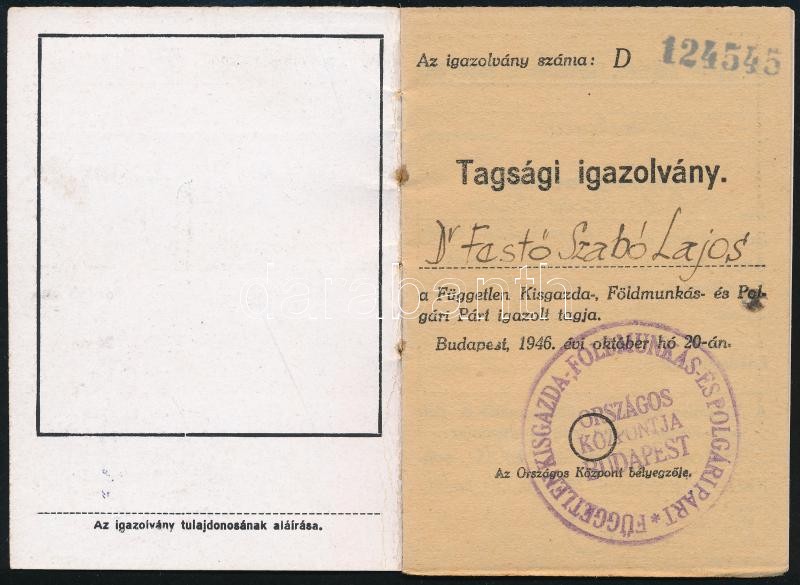 Az igazolvány tulajdonosának aláírása.
Az igazolvány száma: D 124545
Tagsági igazolvány.
Dr Festő Szabó Lajos
a Független Kisgazda-, Földmunkás- és Pol-
gári Párt igazolt tagja.
Budapest, 1946. évi október hó 20-án.
FÜGGETLEN KISGAZDA-, FÖLDMUNKÁS- ÉS POLGÁRI PÁRT *
ORSZÁGOS
KÖZPONTJA
BUDAPEST
Az Országos Központ bélyegzője.
darabanth